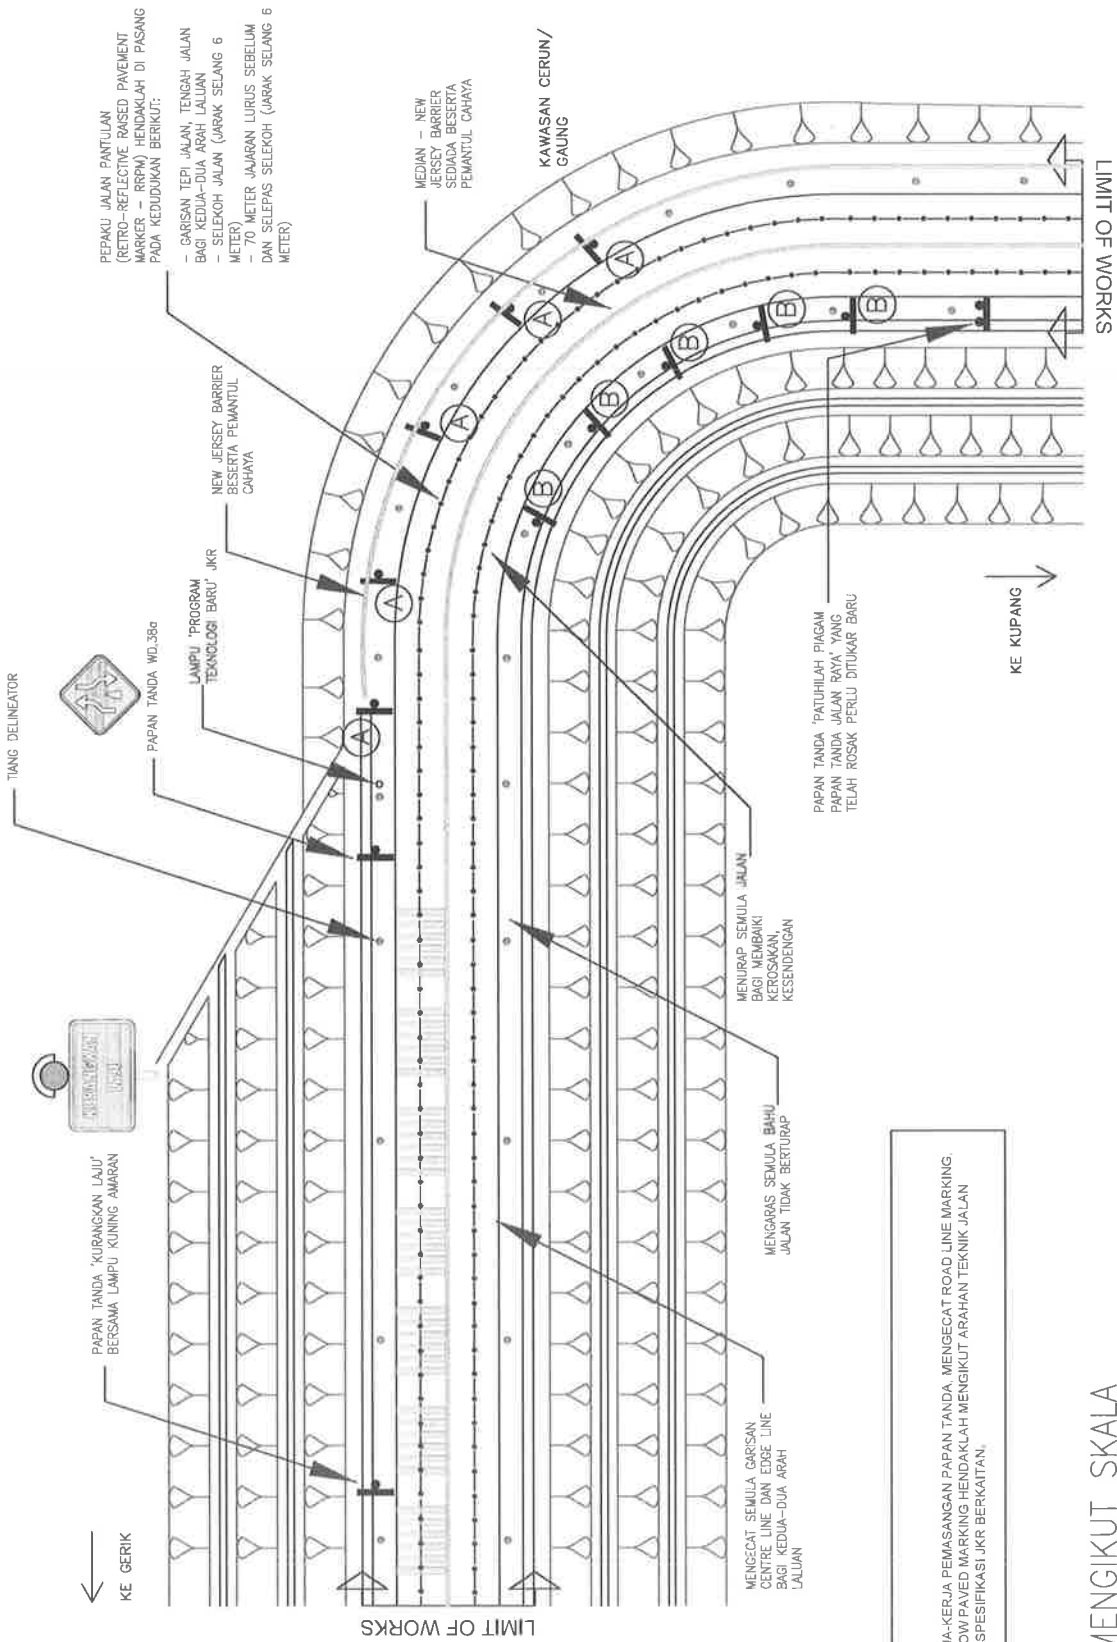 PEPAKU JALAN PANTULAN
(RETRO-REFLECTIVE RAISED PAVEMENT
MARKER - RRPM) HENDAKLAH DI PASANG
PADA KEDUDUKAN BERIKUT:
- GARISAN TEPI JALAN, TENGAH JALAN
BAGI KEDUA-DUA ARAH LALUAN
- SELEKOH JALAN (JARAK SELANG 6
METER)
- 70 METER JAJARAN LURUS SEBELUM
DAN SELEPAS SELEKOH (JARAK SELANG 6
METER)
MEDIAN - NEW
JERSEY BARRIER
SEDIADA BESERTA
PEMANTUL CAHAYA
KAWASAN CERUN/
GAUNG
NEW JERSEY BARRIER
BESERTA PEMANTUL
CAHAYA
LAMPU 'PROGRAM
TEKNOLOGI BARU' JKR
PAPAN TANDA WD.38a
TIANG DELINEATOR
KURANGKAN
LAJU
PAPAN TANDA 'KURANGKAN LAJU'
BERSAMA LAMPU KUNING AMARAN
KE GERIK
LIMIT OF WORKS
A
A
A
A
A
B
B
B
B
B
LIMIT OF WORKS
KE KUPANG
PAPAN TANDA 'PATUHILAH PIAGAM
PAPAN TANDA JALAN RAYA' YANG
TELAH ROSAK PERLU DITUKAR BARU
MENURAP SEMULA JALAN
BAGI MEMBAIKI
KEROSAKAN,
KESENDENGAN
MENGARAS SEMULA BAHU
JALAN TIDAK BERTURAP
MENGECAT SEMULA GARISAN
CENTRE LINE DAN EDGE LINE
BAGI KEDUA-DUA ARAH
LALUAN
JA-KERJA PEMASANGAN PAPAN TANDA, MENGECAT ROAD LINE MARKING,
OW PAVED MARKING HENDAKLAH MENGIKUT ARAHAN TEKNIK JALAN
SPESIFIKASI JKR BERKAITAN.
MENGIKUT SKALA